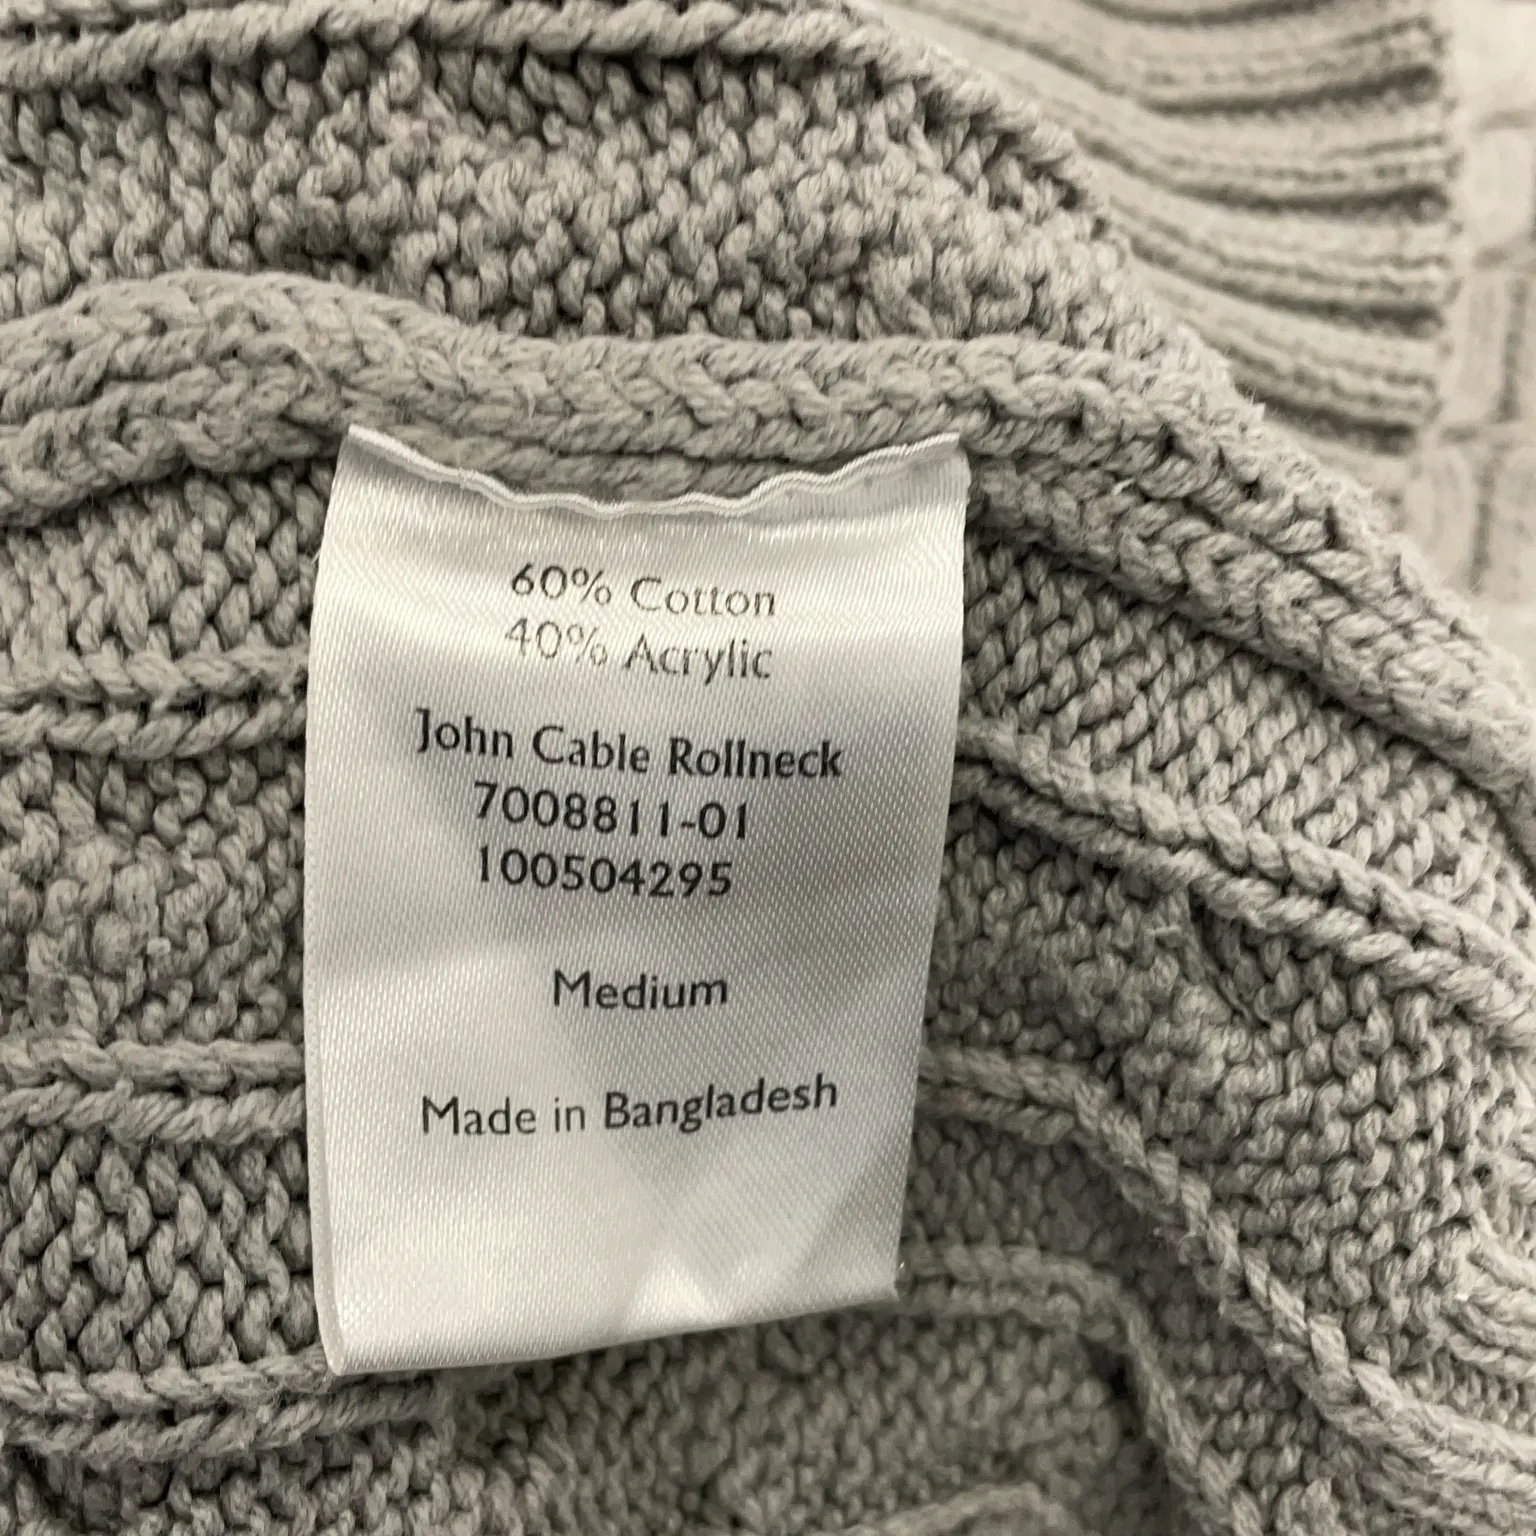 60% Cotton
40% Acrylic
John Cable Rollneck
7008811-01
100504295
Medium
Made in Bangladesh